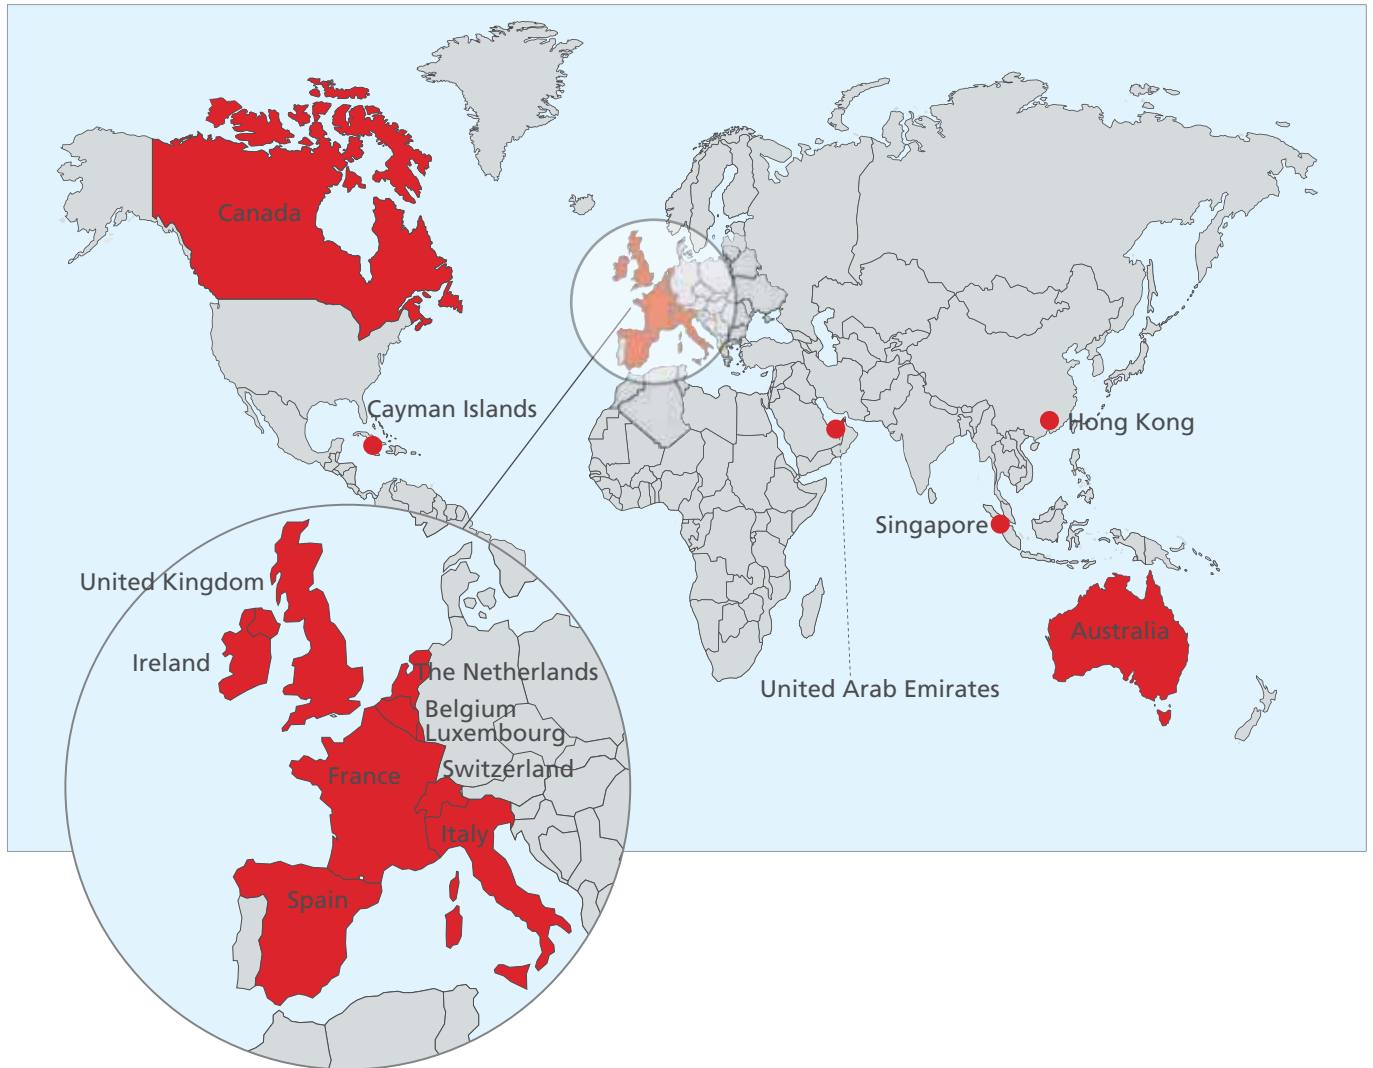 Canada
Cayman Islands
Hong Kong
Singapore
United Kingdom
Australia
Ireland
The Netherlands
United Arab Emirates
Belgium
Luxembourg
Switzerland
France
Italy
Spain